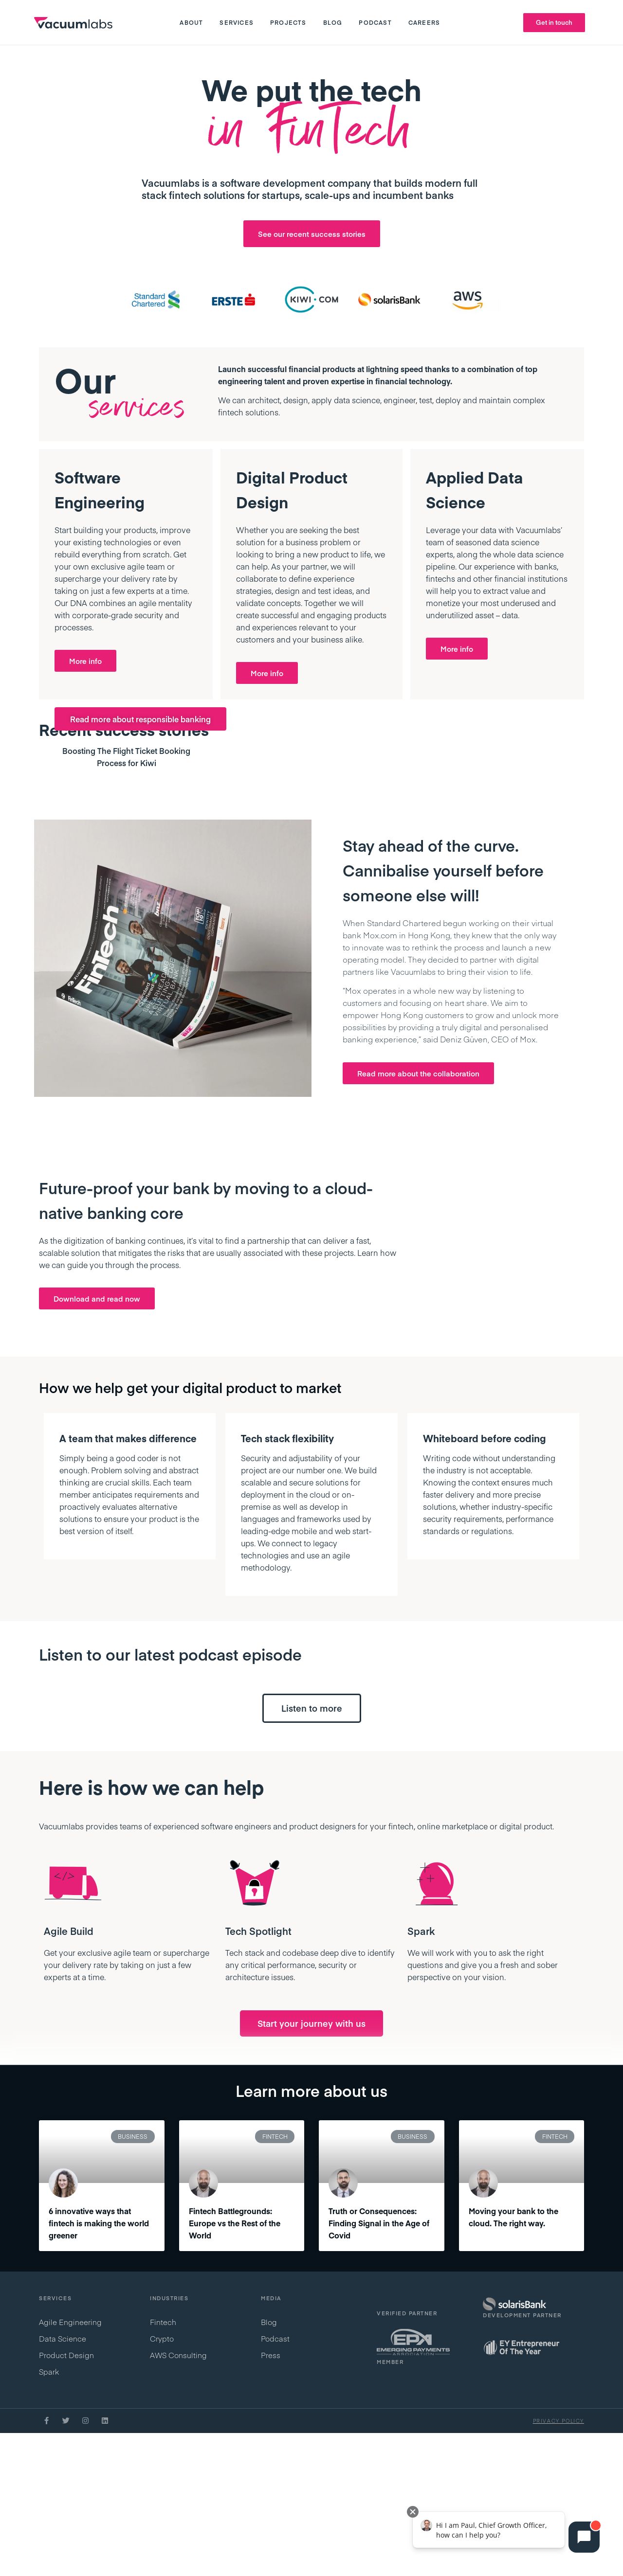 vacuumlabs
ABOUT
SERVICES
PROJECTS
BLOG
PODCAST
CAREERS
Get in touch
We put the tech
in FinTech
Vacuumlabs is a software development company that builds modern full
stack fintech solutions for startups, scale-ups and incumbent banks
See our recent success stories
Standard
Chartered
ERSTE
KIWI.COM
solarisBank
aws
Our
services
Launch successful financial products at lightning speed thanks to a combination of top
engineering talent and proven expertise in financial technology.
We can architect, design, apply data science, engineer, test, deploy and maintain complex
fintech solutions.
Software
Engineering
Start building your products, improve
your existing technologies or even
rebuild everything from scratch. Get
your own exclusive agile team or
supercharge your delivery rate by
taking on just a few experts at a time.
Our DNA combines an agile mentality
with corporate-grade security and
processes.
More info
Digital Product
Design
Whether you are seeking the best
solution for a business problem or
looking to bring a new product to life, we
can help. As your partner, we will
collaborate to define experience
strategies, design and test ideas, and
validate concepts. Together we will
create successful and engaging products
and experiences relevant to your
customers and your business alike.
More info
Applied Data
Science
Leverage your data with Vacuumlabs'
team of seasoned data science
experts, along the whole data science
pipeline. Our experience with banks,
fintechs and other financial institutions
will help you to extract value and
monetize your most underused and
underutilized asset – data.
More info
Read more about responsible banking
Recent success stories
Boosting The Flight Ticket Booking
Process for Kiwi
FinTech
Stay ahead of the curve.
Cannibalise yourself before
someone else will!
When Standard Chartered begun working on their virtual
bank Mox.com in Hong Kong, they knew that the only way
to innovate was to rethink the process and launch a new
operating model. They decided to partner with digital
partners like Vacuumlabs to bring their vision to life.
"Mox operates in a whole new way by listening to
customers and focusing on heart share. We aim to
empower Hong Kong customers to grow and unlock more
possibilities by providing a truly digital and personalised
banking experience," said Deniz Güven, CEO of Mox.
Read more about the collaboration
Future-proof your bank by moving to a cloud-
native banking core
As the digitization of banking continues, it's vital to find a partnership that can deliver a fast,
scalable solution that mitigates the risks that are usually associated with these projects. Learn how
we can guide you through the process.
Download and read now
How we help get your digital product to market
A team that makes difference
Simply being a good coder is not
enough. Problem solving and abstract
thinking are crucial skills. Each team
member anticipates requirements and
proactively evaluates alternative
solutions to ensure your product is the
best version of itself.
Tech stack flexibility
Security and adjustability of your
project are our number one. We build
scalable and secure solutions for
deployment in the cloud or on-
premise as well as develop in
languages and frameworks used by
leading-edge mobile and web start-
ups. We connect to legacy
technologies and use an agile
methodology.
Whiteboard before coding
Writing code without understanding
the industry is not acceptable.
Knowing the context ensures much
faster delivery and more precise
solutions, whether industry-specific
security requirements, performance
standards or regulations.
Listen to our latest podcast episode
Listen to more
Here is how we can help
Vacuumlabs provides teams of experienced software engineers and product designers for your fintech, online marketplace or digital product.
</>
Agile Build
Get your exclusive agile team or supercharge
your delivery rate by taking on just a few
experts at a time.
Tech Spotlight
Tech stack and codebase deep dive to identify
any critical performance, security or
architecture issues.
Spark
We will work with you to ask the right
questions and give you a fresh and sober
perspective on your vision.
Start your journey with us
Learn more about us
BUSINESS
6 innovative ways that
fintech is making the world
greener
FINTECH
Fintech Battlegrounds:
Europe vs the Rest of the
World
BUSINESS
Truth or Consequences:
Finding Signal in the Age of
Covid
FINTECH
Moving your bank to the
cloud. The right way.
SERVICES
Agile Engineering
Data Science
Product Design
Spark
INDUSTRIES
Fintech
Crypto
AWS Consulting
MEDIA
Blog
Podcast
Press
VERIFIED PARTNER
EPA
EMERGING PAYMENTS
ASSOCIATION
MEMBER
solarisBank
DEVELOPMENT PARTNER
EY Entrepreneur
Of The Year
PRIVACY POLICY
Hi I am Paul, Chief Growth Officer,
how can I help you?